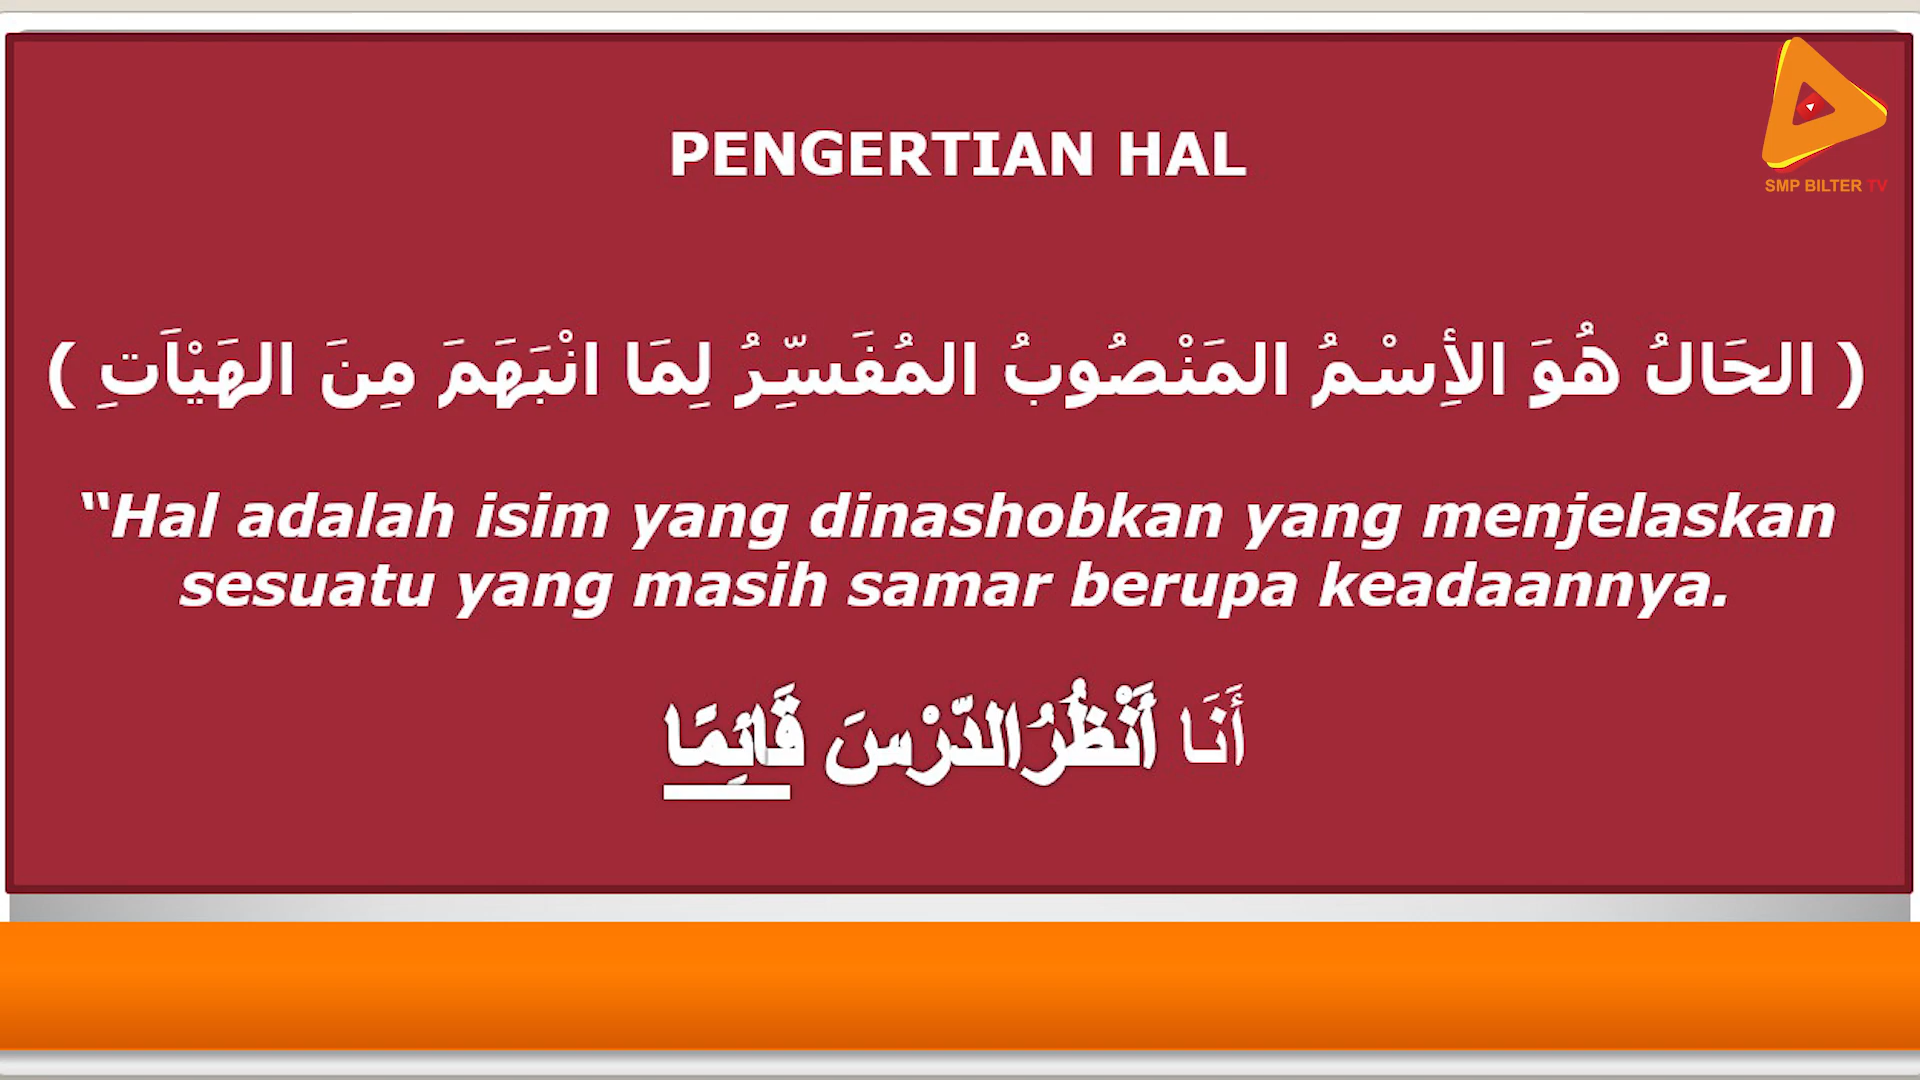 SMP BILTER TV
PENGERTIAN HAL
( الحَالُ هُوَ الأِسْمُ المَنْصُوبُ المُفَسِّرُ لِمَا انْبَهَمَ مِنَ الهَيْاَتِ )
“Hal adalah isim yang dinashobkan yang menjelaskan
sesuatu yang masih samar berupa keadaannya.
أَنَا أَنْظُرُالدّرْسَ قَائِمًا